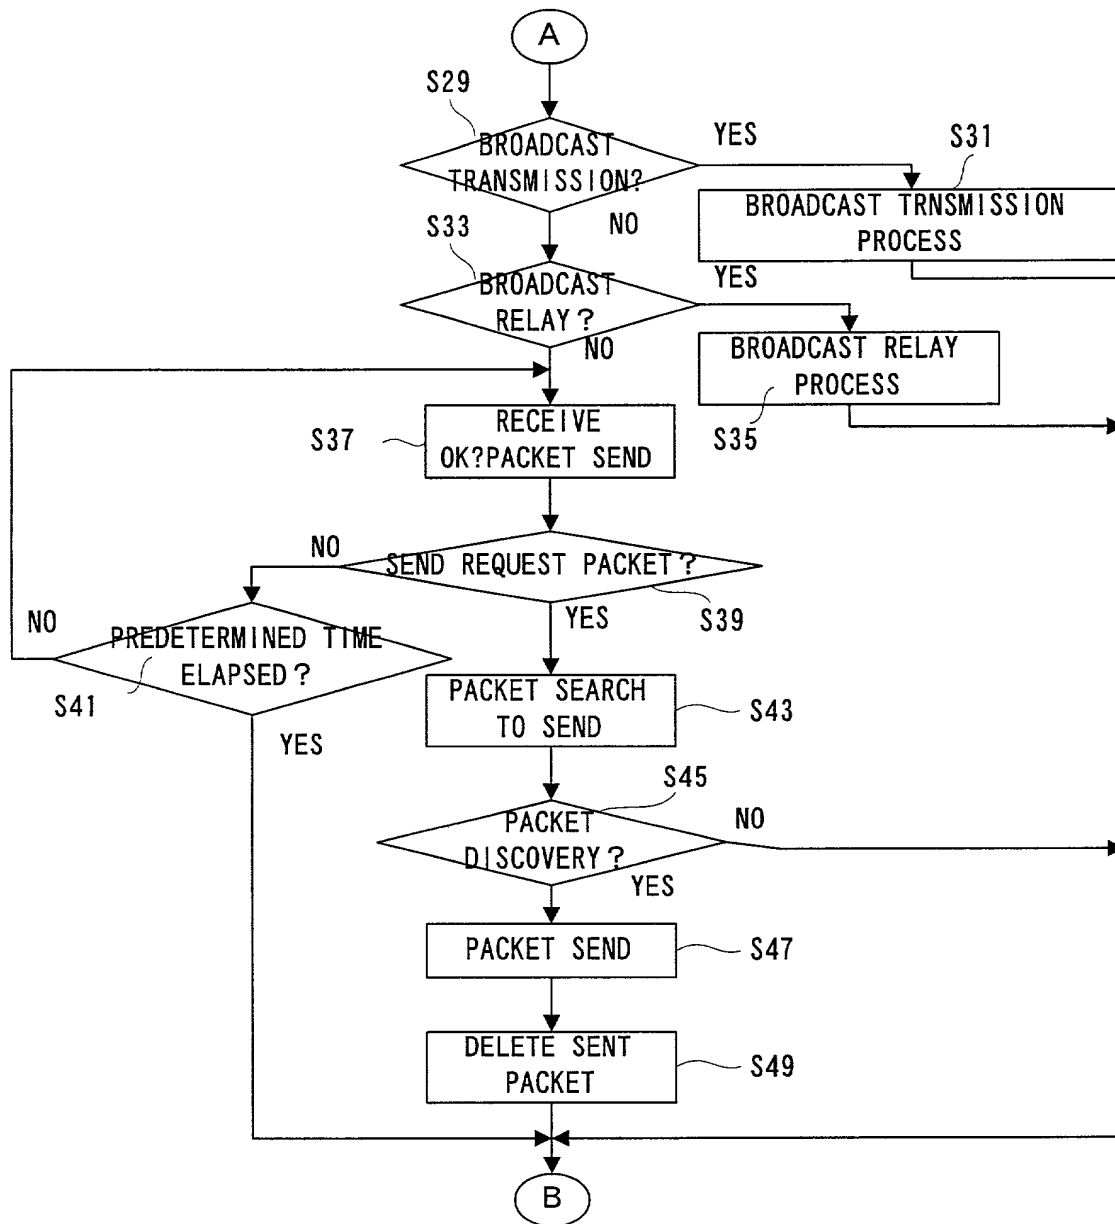 A
S29
BROADCAST
TRANSMISSION?
YES
S31
BROADCAST TRNSMISSION
PROCESS
NO
S33
BROADCAST
RELAY?
YES
NO
BROADCAST RELAY
PROCESS
S35
S37
RECEIVE
OK?PACKET SEND
NO
SEND REQUEST PACKET?
S39
YES
NO
PREDETERMINED TIME
ELAPSED?
S41
YES
PACKET SEARCH
TO SEND
S43
S45
PACKET
DISCOVERY?
NO
YES
PACKET SEND
S47
DELETE SENT
PACKET
S49
B